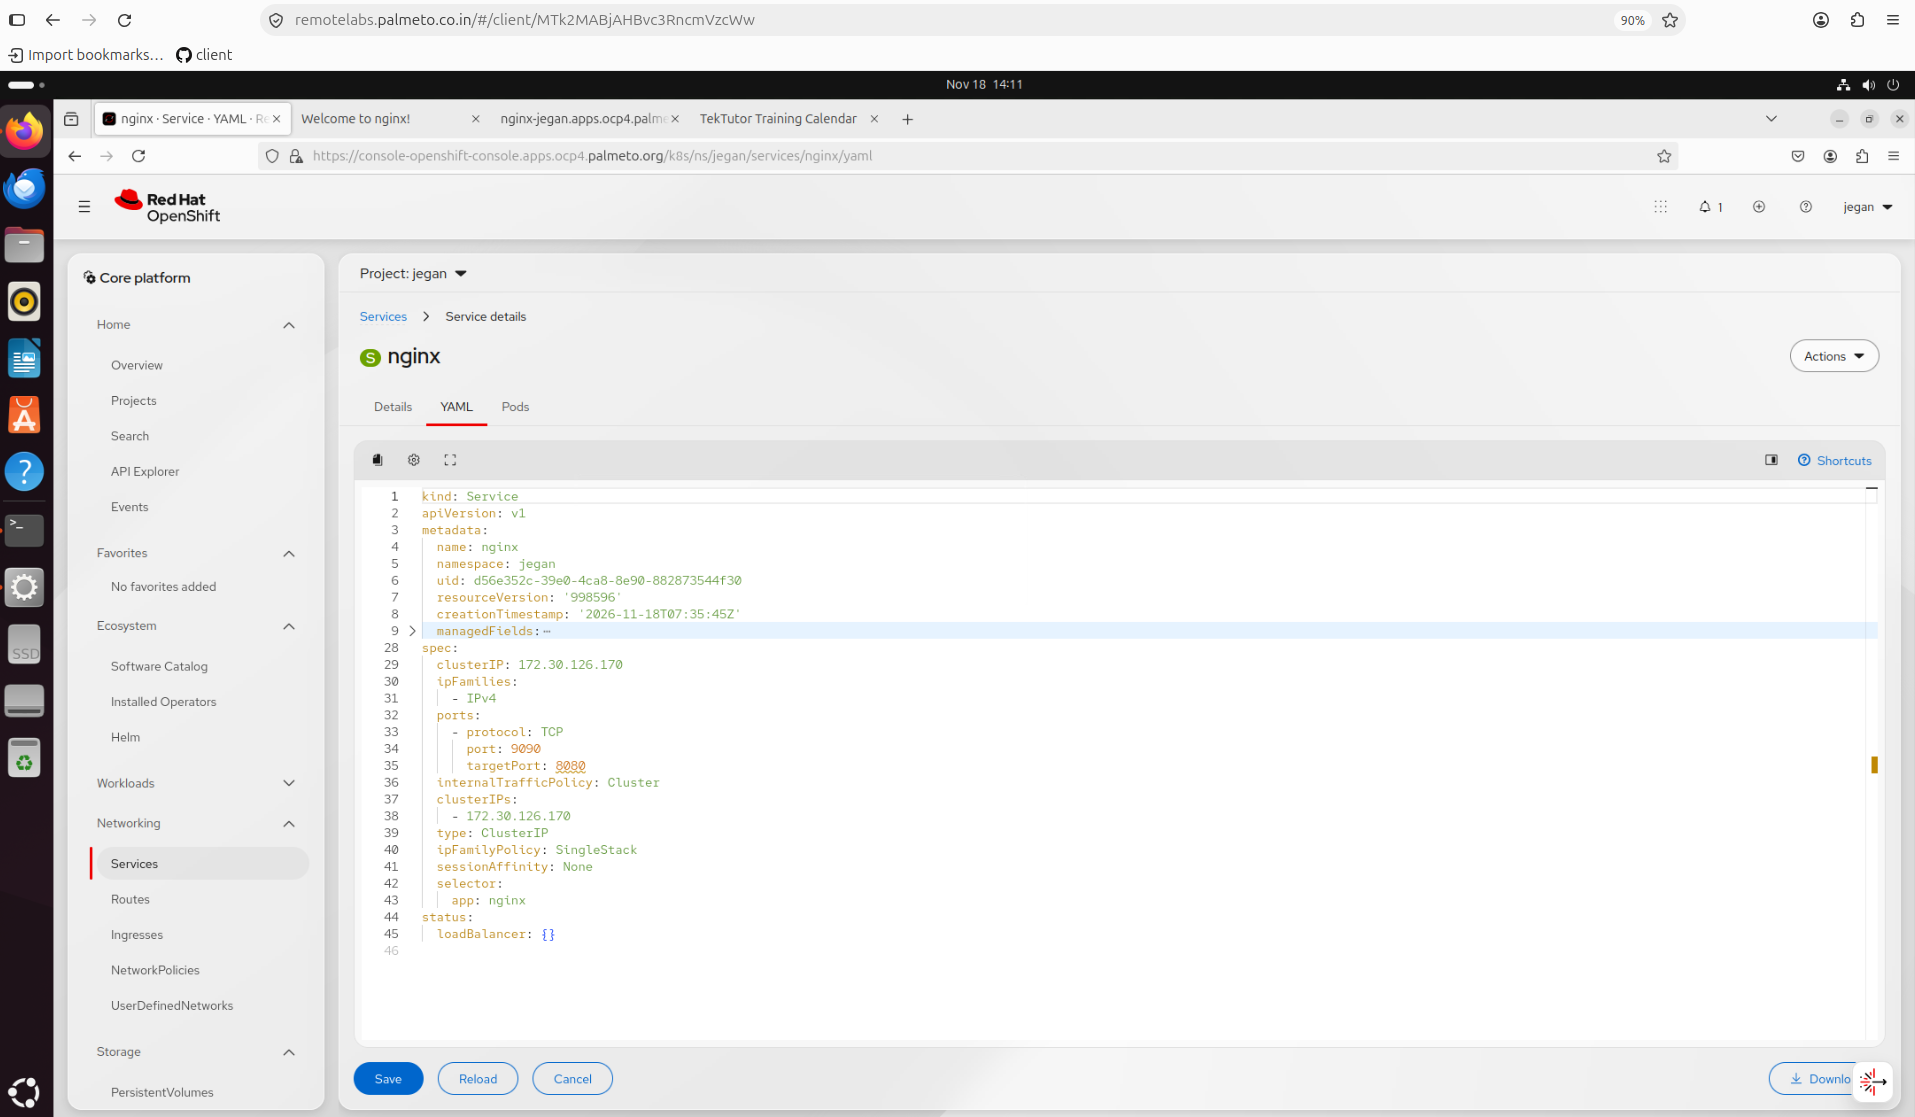 remotelabs.palmeto.co.in/#/client/MTk2MABjAHBvc3RncmVzcWw
90%
Import bookmarks...
client
Nov 18 14:11
nginx · Service · YAML · Re
Welcome to nginx!
nginx-jegan.apps.ocp4.palme
TekTutor Training Calendar
https://console-openshift-console.apps.ocp4.palmeto.org/k8s/ns/jegan/services/nginx/yaml
Red Hat
OpenShift
1
jegan
Core platform
Home
Overview
Projects
Search
API Explorer
Events
Favorites
No favorites added
Ecosystem
Software Catalog
Installed Operators
Helm
Workloads
Networking
Services
Routes
Ingresses
NetworkPolicies
UserDefinedNetworks
Storage
PersistentVolumes
Project: jegan
Services > Service details
S nginx
Actions
Details
YAML
Pods
Shortcuts
1 kind: Service
2 apiVersion: v1
3 metadata:
4 name: nginx
5 namespace: jegan
6 uid: d56e352c-39e0-4ca8-8e90-882873544f30
7 resourceVersion: '998596'
8 creationTimestamp: '2026-11-18T07:35:45Z'
9 managedFields:⋯
28 spec:
29 clusterIP: 172.30.126.170
30 ipFamilies:
31 - IPv4
32 ports:
33 - protocol: TCP
34 port: 9090
35 targetPort: 8080
36 internalTrafficPolicy: Cluster
37 clusterIPs:
38 - 172.30.126.170
39 type: ClusterIP
40 ipFamilyPolicy: SingleStack
41 sessionAffinity: None
42 selector:
43 app: nginx
44 status:
45 loadBalancer: {}
46
Save
Reload
Cancel
Downlo
SSD